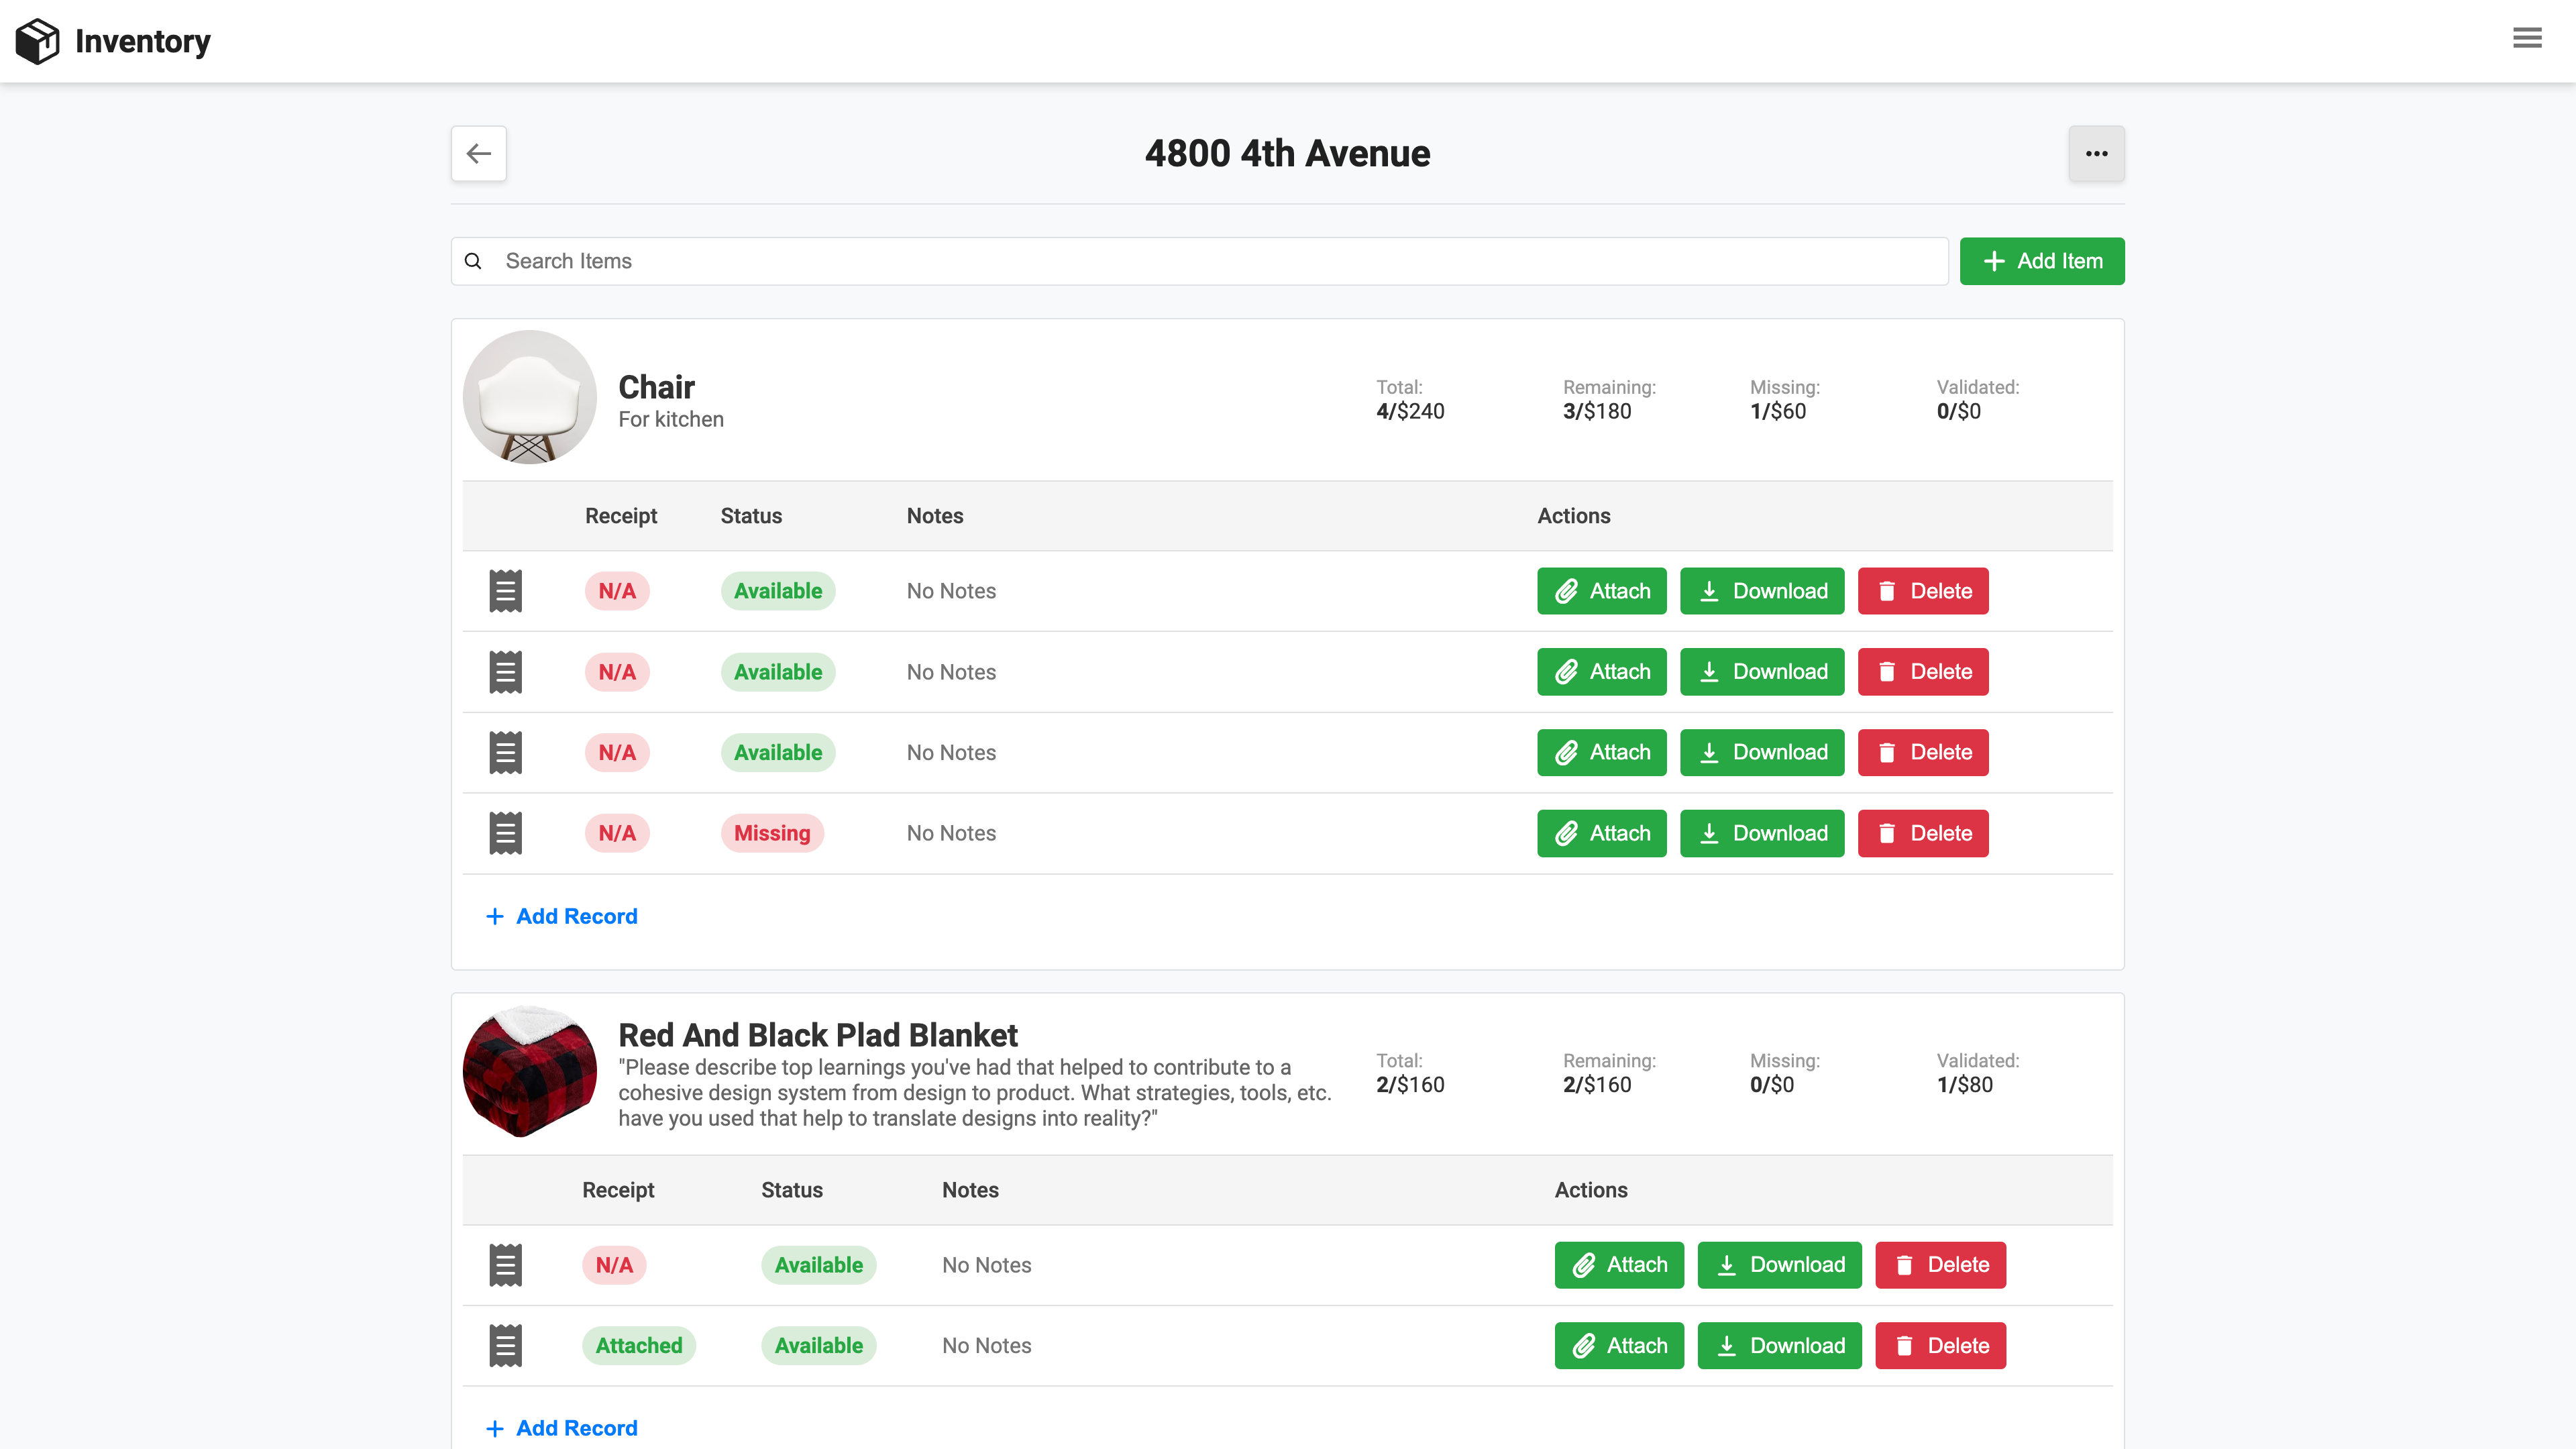 Inventory
4800 4th Avenue
Search Items
Add Item
Chair
For kitchen
Total:
4/$240
Remaining:
3/$180
Missing:
1/$60
Validated:
0/$0
Receipt Status Notes Actions
N/A Available No Notes Attach Download Delete
N/A Available No Notes Attach Download Delete
N/A Available No Notes Attach Download Delete
N/A Missing No Notes Attach Download Delete
Add Record
Red And Black Plad Blanket
"Please describe top learnings you've had that helped to contribute to a
cohesive design system from design to product. What strategies, tools, etc.
have you used that help to translate designs into reality?"
Total:
2/$160
Remaining:
2/$160
Missing:
0/$0
Validated:
1/$80
Receipt Status Notes Actions
N/A Available No Notes Attach Download Delete
Attached Available No Notes Attach Download Delete
Add Record